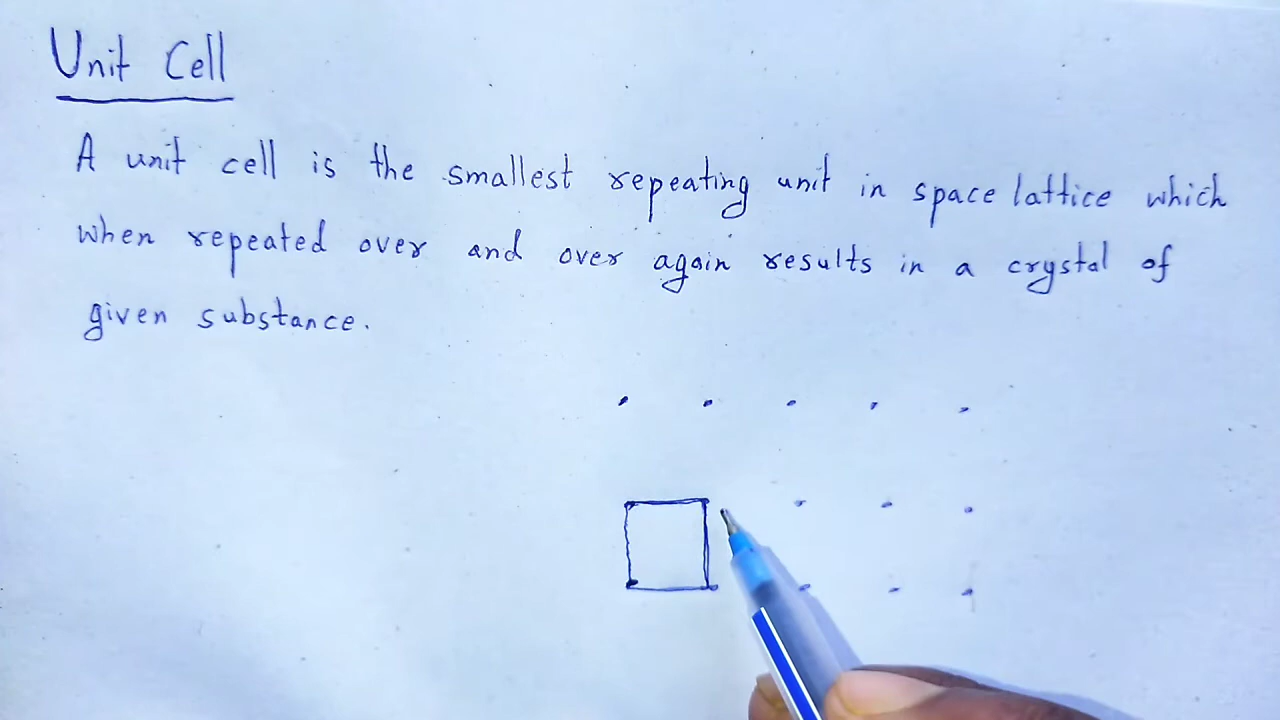 Unit Cell
A unit cell is the smallest repeating unit in space lattice which
when repeated over and over again results in a crystal of
given substance.